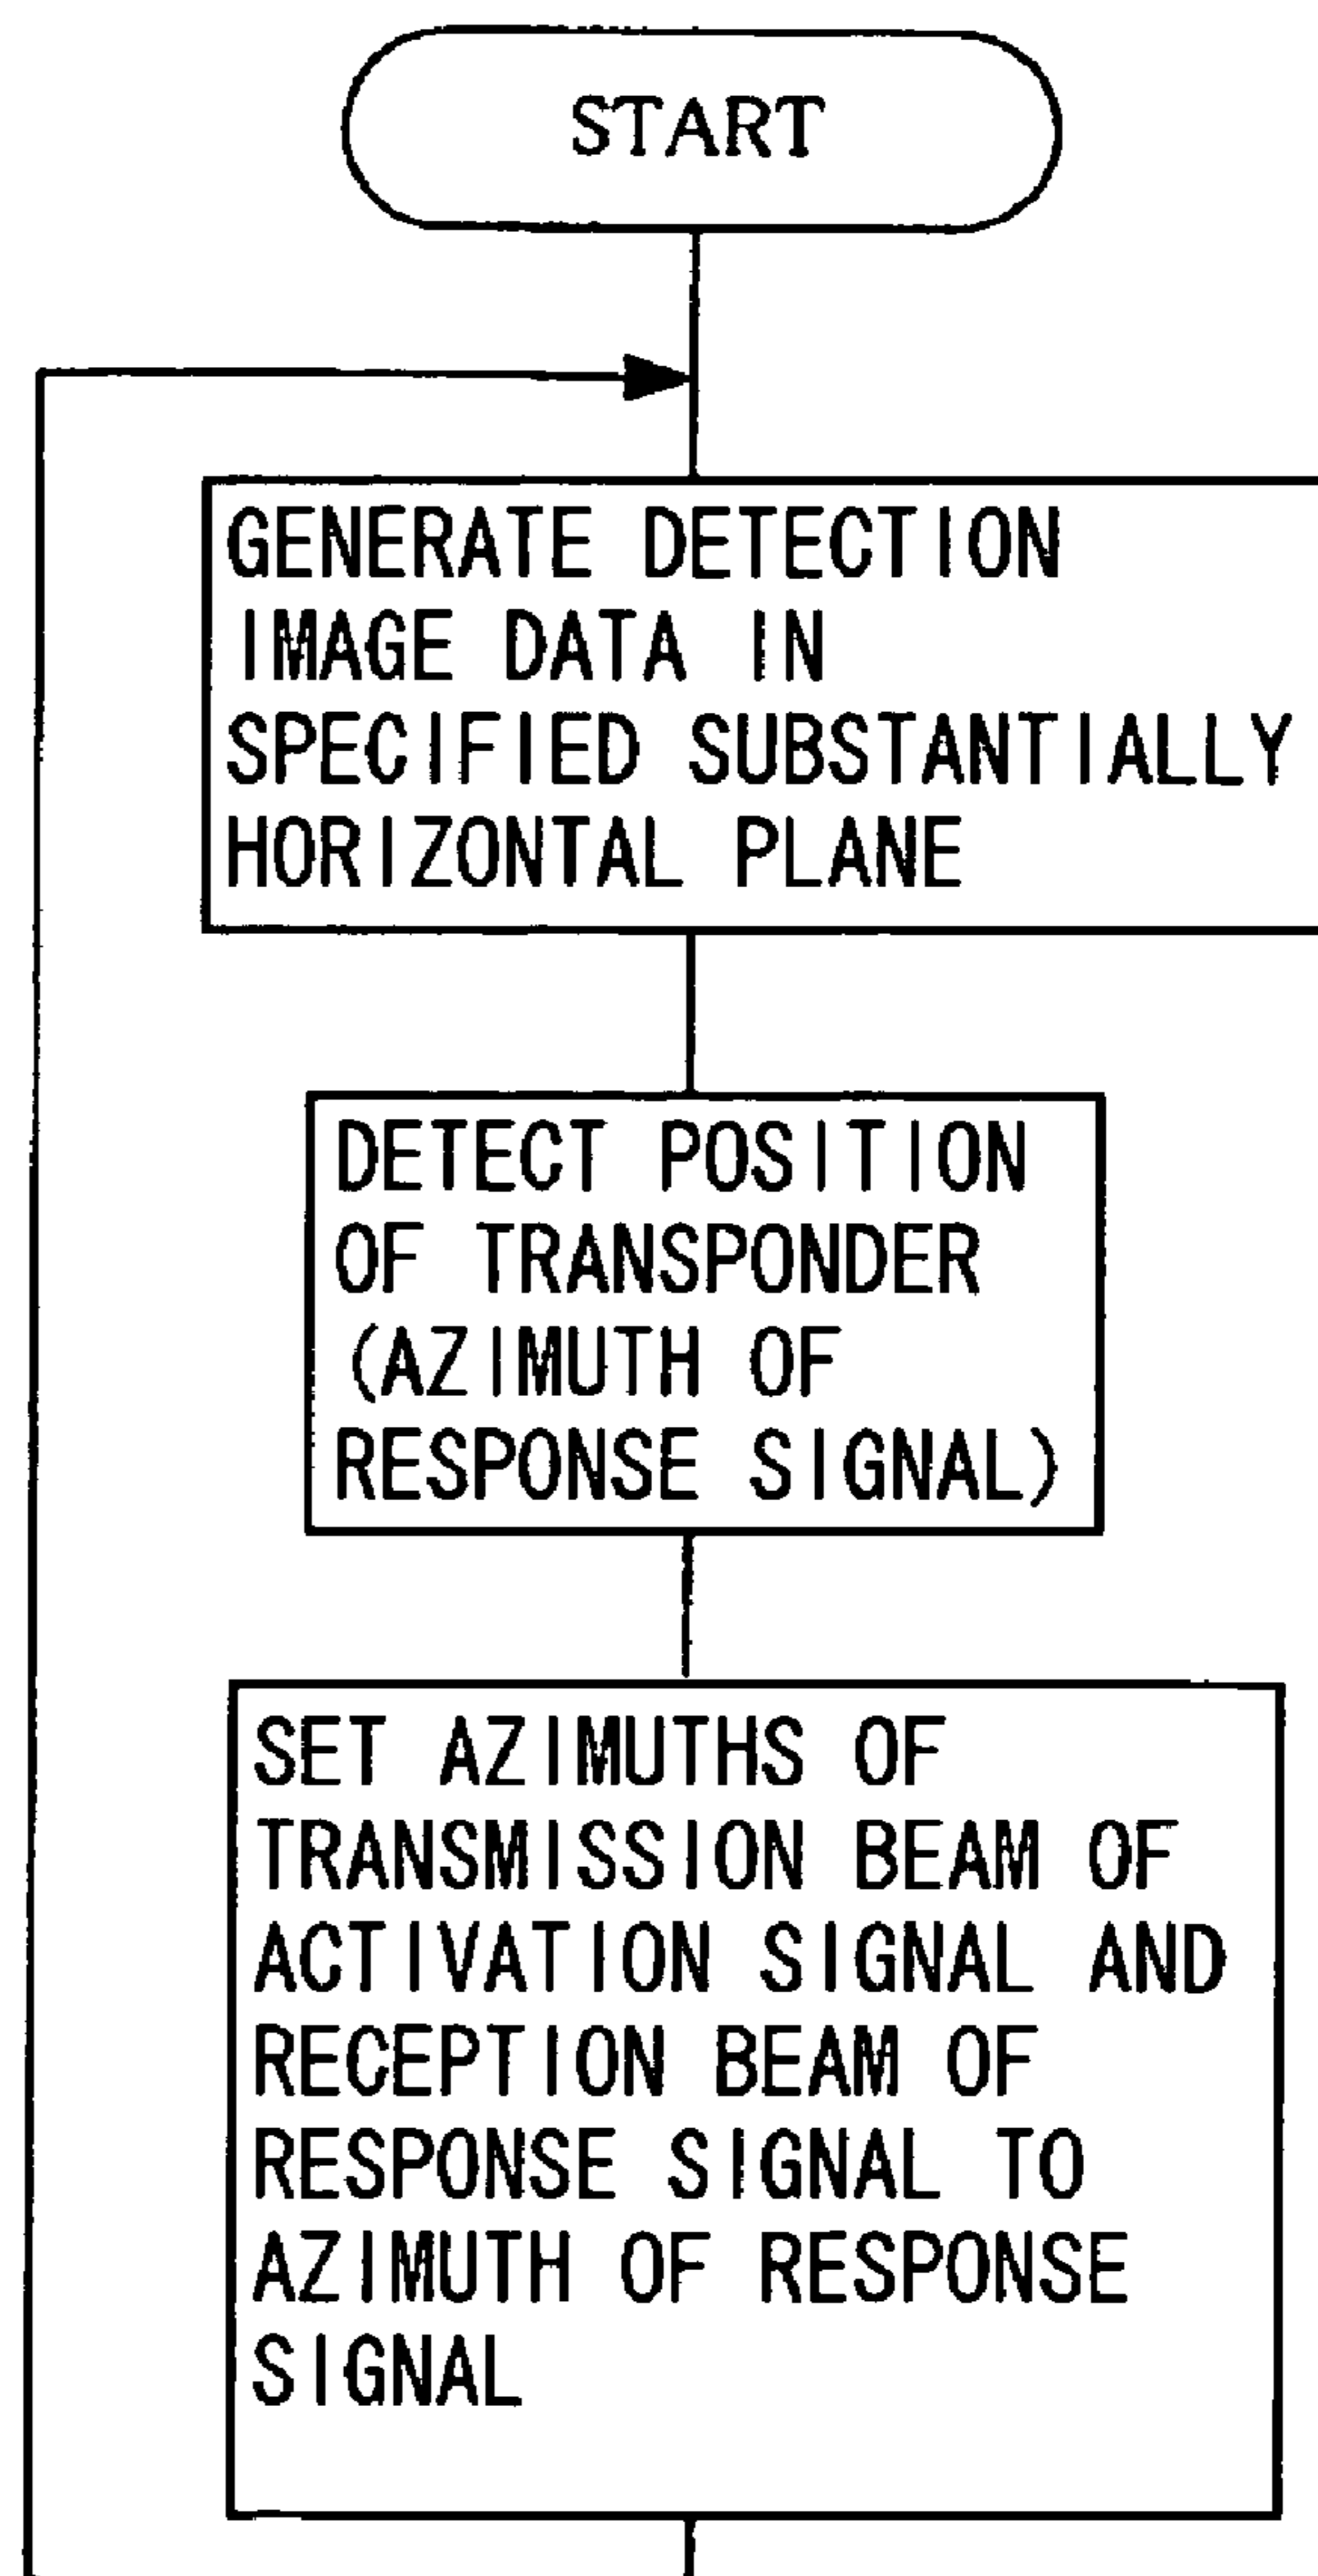 START
GENERATE DETECTION
IMAGE DATA IN
SPECIFIED SUBSTANTIALLY
HORIZONTAL PLANE
DETECT POSITION
OF TRANSPONDER
(AZIMUTH OF
RESPONSE SIGNAL)
SET AZIMUTHS OF
TRANSMISSION BEAM OF
ACTIVATION SIGNAL AND
RECEPTION BEAM OF
RESPONSE SIGNAL TO
AZIMUTH OF RESPONSE
SIGNAL